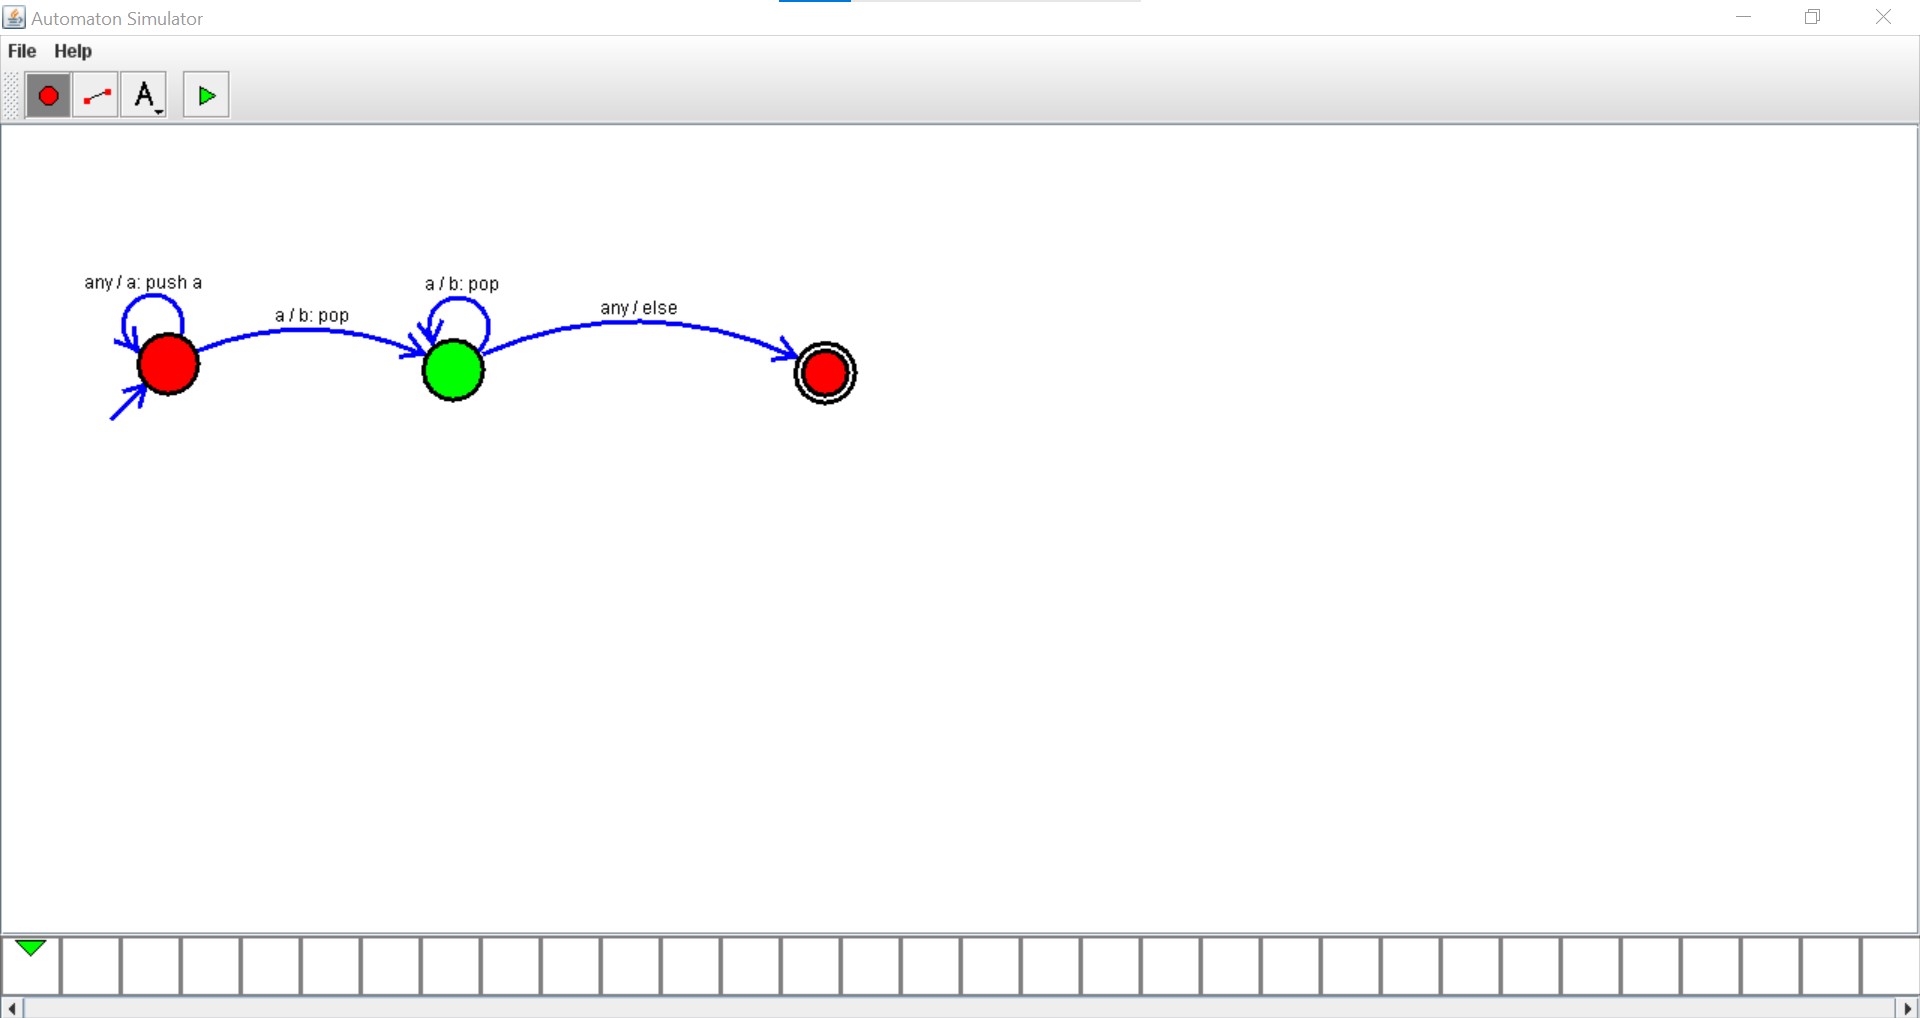 Automaton Simulator
File Help
A
any / a: push a
a / b: pop
a / b: pop
any / else